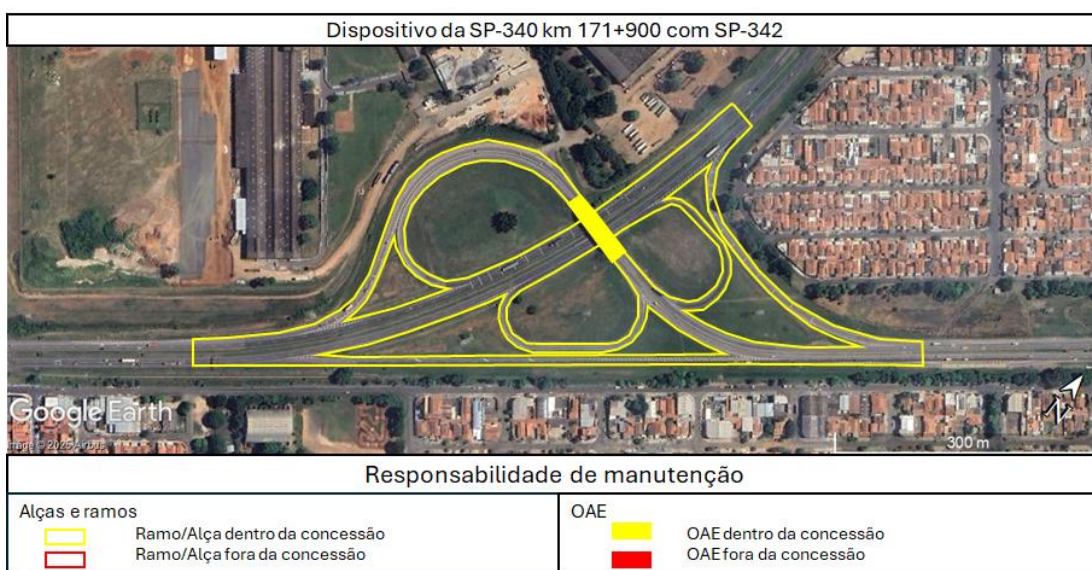 Dispositivo da SP-340 km 171+900 com SP-342
N
Google Earth
Image © 2025 Airbus
300 m
Responsabilidade de manutenção
Alças e ramos
Ramo/Alça dentro da concessão
Ramo/Alça fora da concessão
OAE
OAE dentro da concessão
OAE fora da concessão